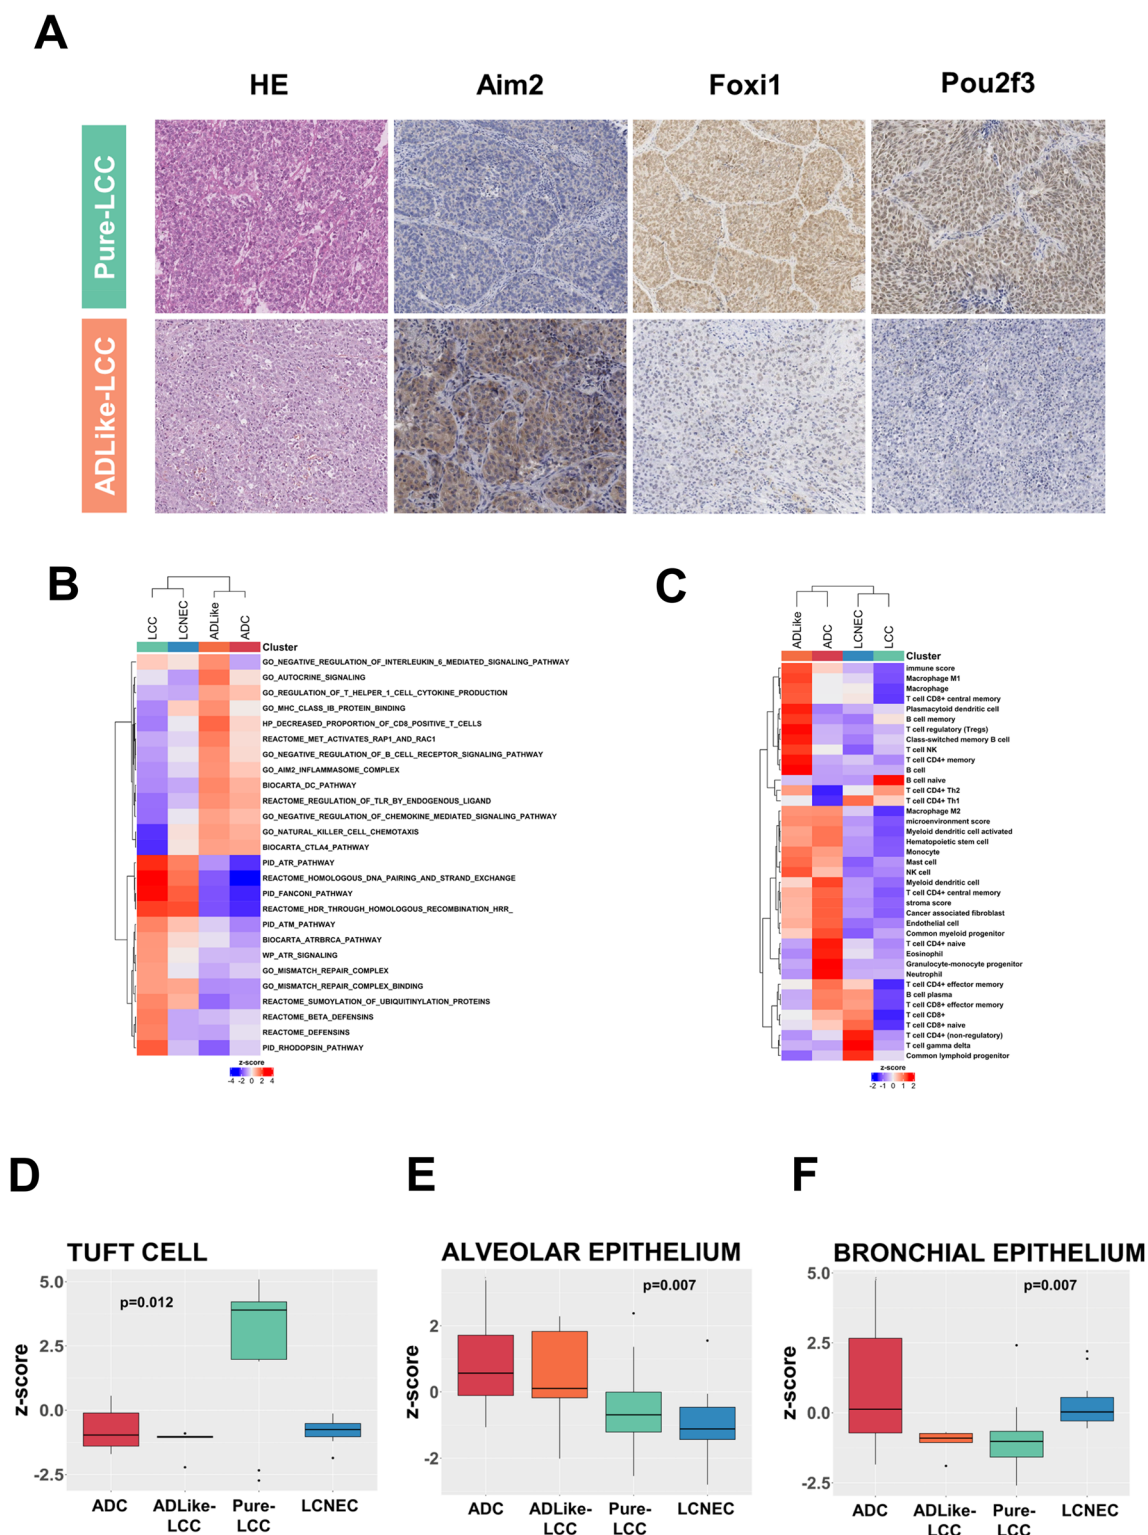 A
HE
Aim2
Foxi1
Pou2f3
Pure-LCC
ADLike-LCC
B
LCC
LCNEC
ADLike
ADC
Cluster
GO_NEGATIVE_REGULATION_OF_INTERLEUKIN_6_MEDIATED_SIGNALING_PATHWAY
GO_AUTOCRINE_SIGNALING
GO_REGULATION_OF_T_HELPER_1_CELL_CYTOKINE_PRODUCTION
GO_MHC_CLASS_IB_PROTEIN_BINDING
HP_DECREASED_PROPORTION_OF_CD8_POSITIVE_T_CELLS
REACTOME_MET_ACTIVATES_RAP1_AND_RAC1
GO_NEGATIVE_REGULATION_OF_B_CELL_RECEPTOR_SIGNALING_PATHWAY
GO_AIM2_INFLAMMASOME_COMPLEX
BIOCARTA_DC_PATHWAY
REACTOME_REGULATION_OF_TLR_BY_ENDOGENOUS_LIGAND
GO_NEGATIVE_REGULATION_OF_CHEMOKINE_MEDIATED_SIGNALING_PATHWAY
GO_NATURAL_KILLER_CELL_CHEMOTAXIS
BIOCARTA_CTLA4_PATHWAY
PID_ATR_PATHWAY
REACTOME_HOMOLOGOUS_DNA_PAIRING_AND_STRAND_EXCHANGE
PID_FANCONI_PATHWAY
REACTOME_HDR_THROUGH_HOMOLOGOUS_RECOMBINATION_HRR_
PID_ATM_PATHWAY
BIOCARTA_ATRBRCA_PATHWAY
WP_ATR_SIGNALING
GO_MISMATCH_REPAIR_COMPLEX
GO_MISMATCH_REPAIR_COMPLEX_BINDING
REACTOME_SUMOYLATION_OF_UBIQUITINYLATION_PROTEINS
REACTOME_BETA_DEFENSINS
REACTOME_DEFENSINS
PID_RHODOPSIN_PATHWAY
z-score
-4 -2 0 2 4
C
ADLike
ADC
LCNEC
LCC
Cluster
immune score
Macrophage M1
Macrophage
T cell CD8+ central memory
Plasmacytoid dendritic cell
B cell memory
T cell regulatory (Tregs)
Class-switched memory B cell
T cell NK
T cell CD4+ memory
B cell
B cell naive
T cell CD4+ Th2
T cell CD4+ Th1
Macrophage M2
microenvironment score
Myeloid dendritic cell activated
Hematopoietic stem cell
Monocyte
Mast cell
NK cell
Myeloid dendritic cell
T cell CD4+ central memory
stroma score
Cancer associated fibroblast
Endothelial cell
Common myeloid progenitor
T cell CD4+ naive
Eosinophil
Granulocyte-monocyte progenitor
Neutrophil
T cell CD4+ effector memory
B cell plasma
T cell CD8+ effector memory
T cell CD8+
T cell CD8+ naive
T cell CD4+ (non-regulatory)
T cell gamma delta
Common lymphoid progenitor
z-score
-2 -1 0 1 2
D
TUFT CELL
p=0.012
z-score
5.0
2.5
0.0
-2.5
ADC
ADLike-
LCC
Pure-
LCC
LCNEC
E
ALVEOLAR EPITHELIUM
p=0.007
z-score
2
0
-2
ADC
ADLike-
LCC
Pure-
LCC
LCNEC
F
BRONCHIAL EPITHELIUM
p=0.007
z-score
5.0
2.5
0.0
-2.5
ADC
ADLike-
LCC
Pure-
LCC
LCNEC